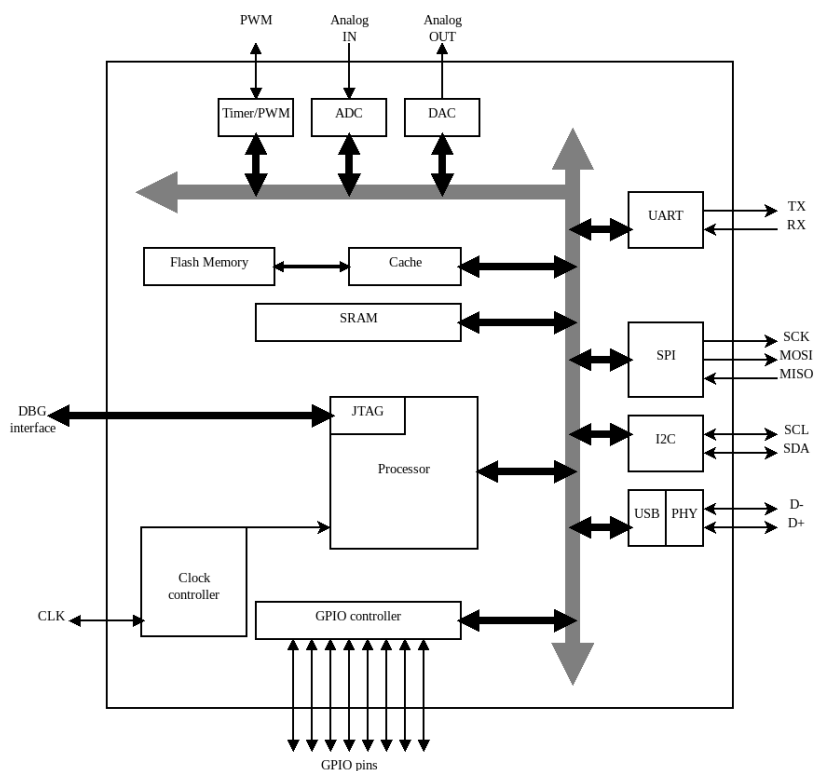 PWM
Analog
IN
Analog
OUT
Timer/PWM
ADC
DAC
UART
TX
RX
Flash Memory
Cache
SRAM
SPI
SCK
MOSI
MISO
DBG
interface
JTAG
Processor
I2C
SCL
SDA
USB
PHY
D-
D+
Clock
controller
CLK
GPIO controller
GPIO pins